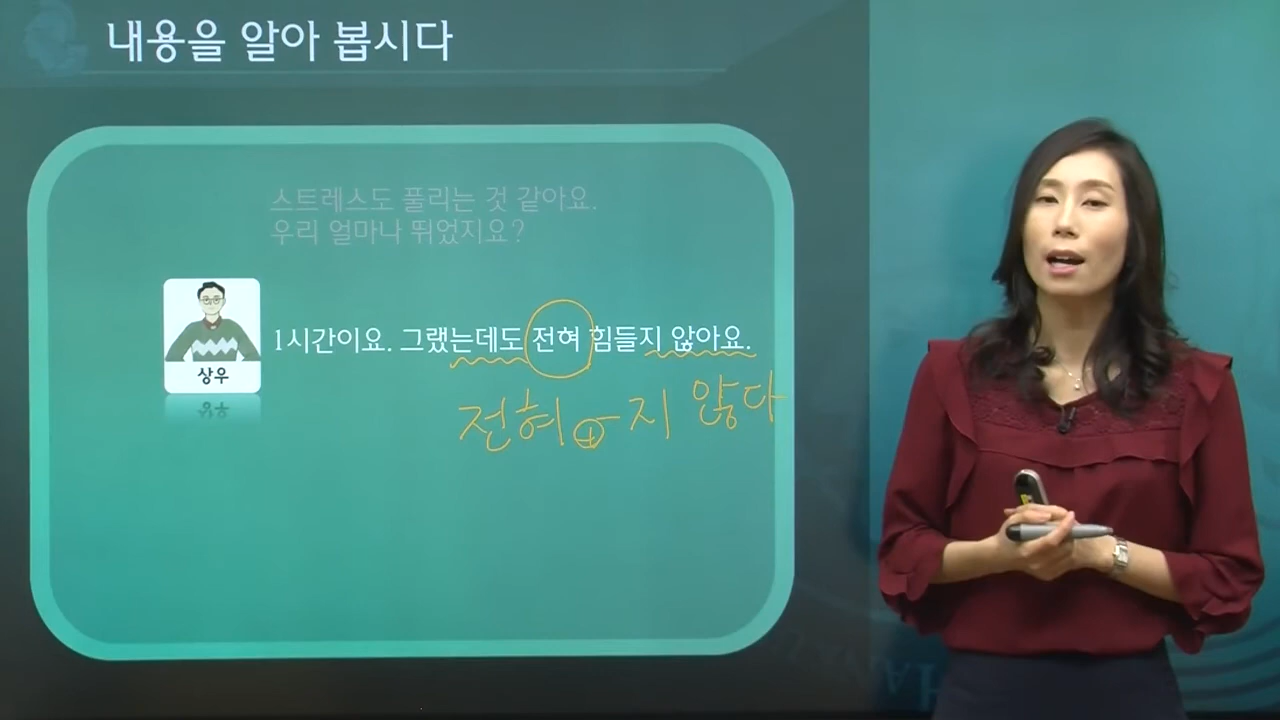 내용을 알아 봅시다
스트레스도 풀리는 것 같아요.
우리 얼마나 뛰었지요?
1시간이요. 그랬는데도 전혀 힘들지 않아요.
상우
전혀 + -지 않다